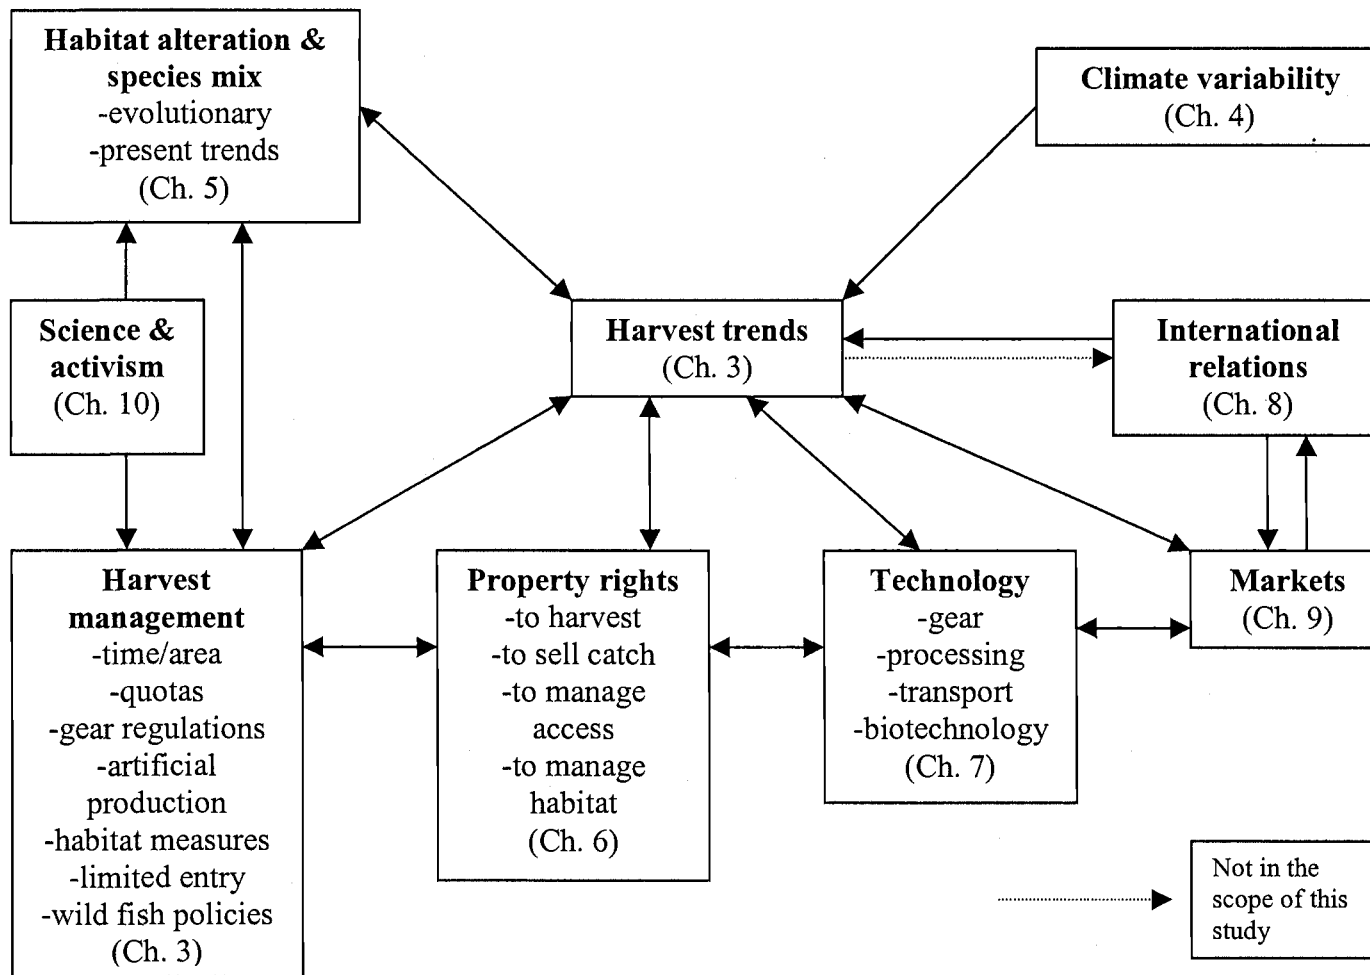 Habitat alteration &
species mix
-evolutionary
-present trends
(Ch. 5)
Climate variability
(Ch. 4)
Science &
activism
(Ch. 10)
Harvest trends
(Ch. 3)
International
relations
(Ch. 8)
Harvest
management
-time/area
-quotas
-gear regulations
-artificial
production
-habitat measures
-limited entry
-wild fish policies
(Ch. 3)
Property rights
-to harvest
-to sell catch
-to manage
access
-to manage
habitat
(Ch. 6)
Technology
-gear
-processing
-transport
-biotechnology
(Ch. 7)
Markets
(Ch. 9)
Not in the
scope of this
study